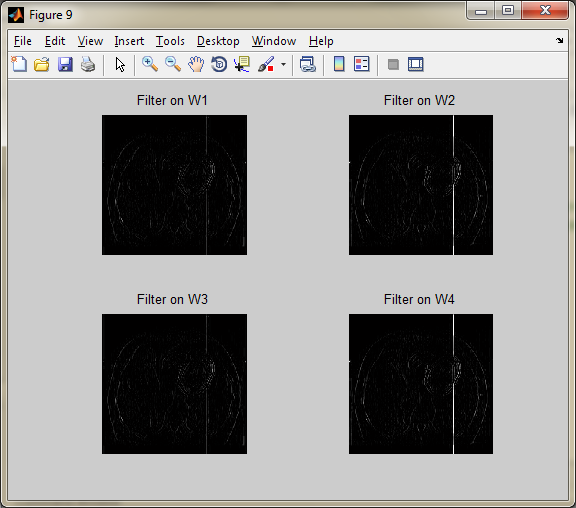 Figure 9
File Edit View Insert Tools Desktop Window Help
Filter on W1 Filter on W2
Filter on W3 Filter on W4